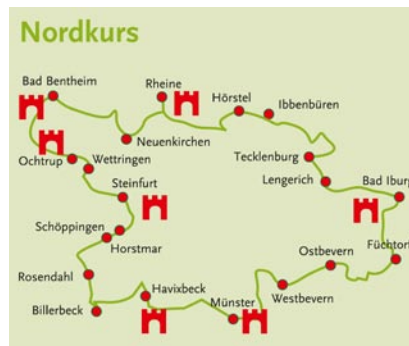 Nordkurs
Bad Bentheim
Rheine
Hörstel
Ibbenbüren
Neuenkirchen
Ochtrup
Wettringen
Tecklenburg
Lengerich
Bad Iburg
Steinfurt
Schöppingen
Horstmar
Ostbevern
Füchtorf
Rosendahl
Havixbeck
Münster
Westbevern
Billerbeck